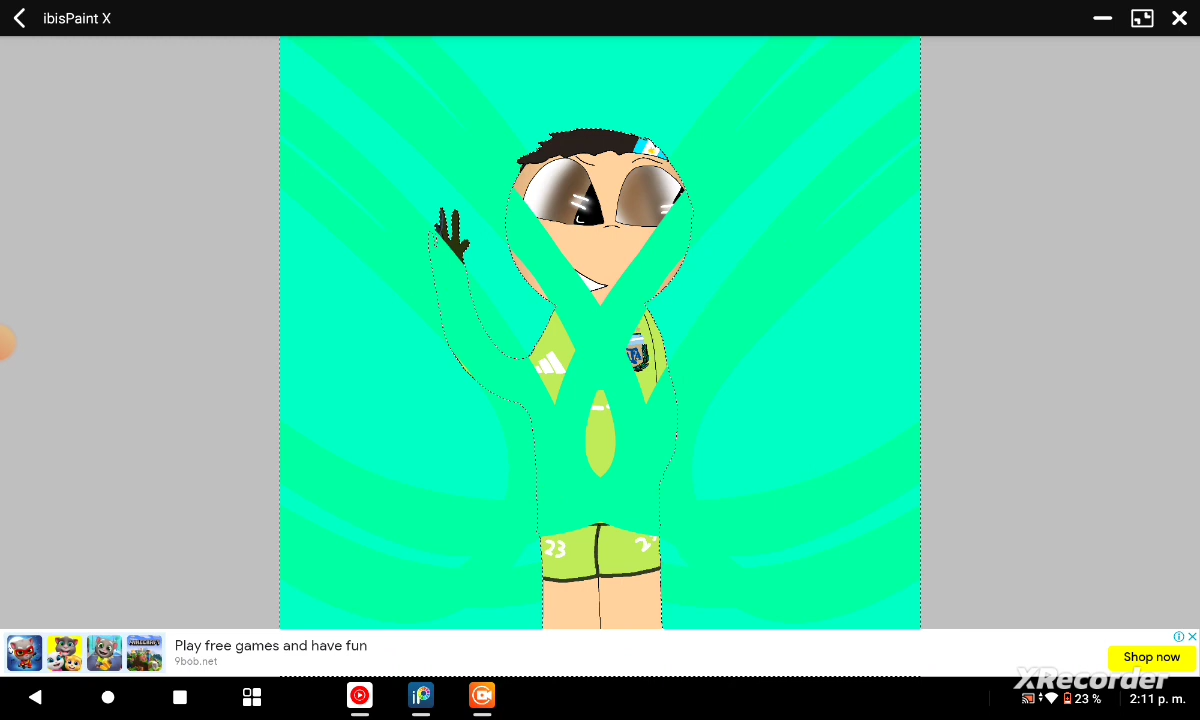 ibisPaint X
23
Play free games and have fun
9bob.net
Shop now
XRecorder
23 %
2:11 p. m.